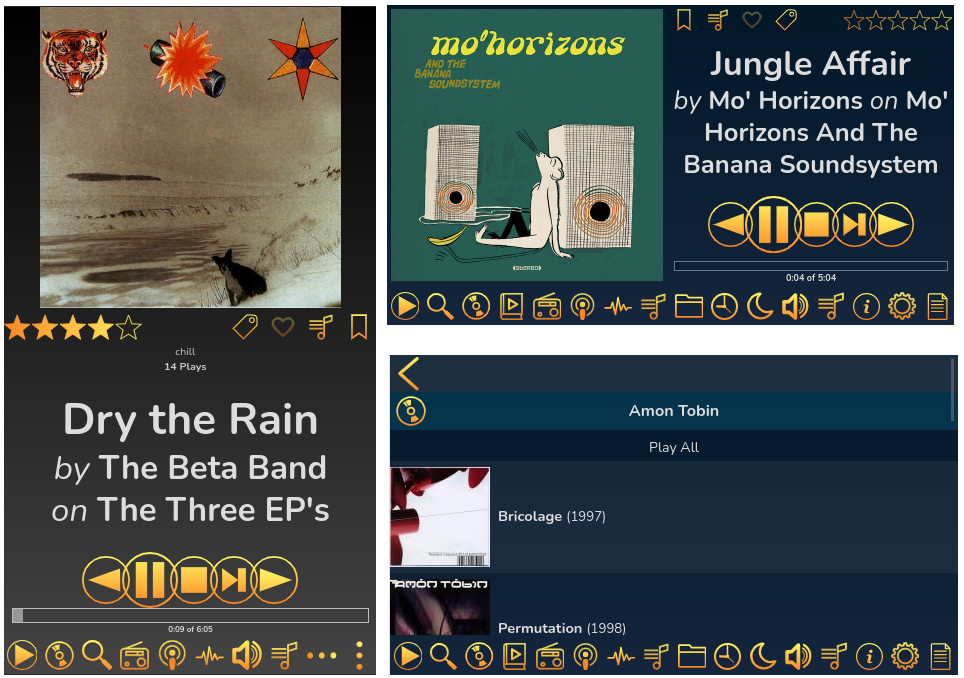 chill
14 Plays
Dry the Rain
by The Beta Band
on The Three EP's
0:09 of 6:05
mo'horizons
AND THE
BANANA
SOUNDSYSTEM
(STEREO)
Jungle Affair
by Mo' Horizons on Mo'
Horizons And The
Banana Soundsystem
0:04 of 5:04
Amon Tobin
Play All
Bricolage (1997)
AMON TOBIN
Permutation (1998)